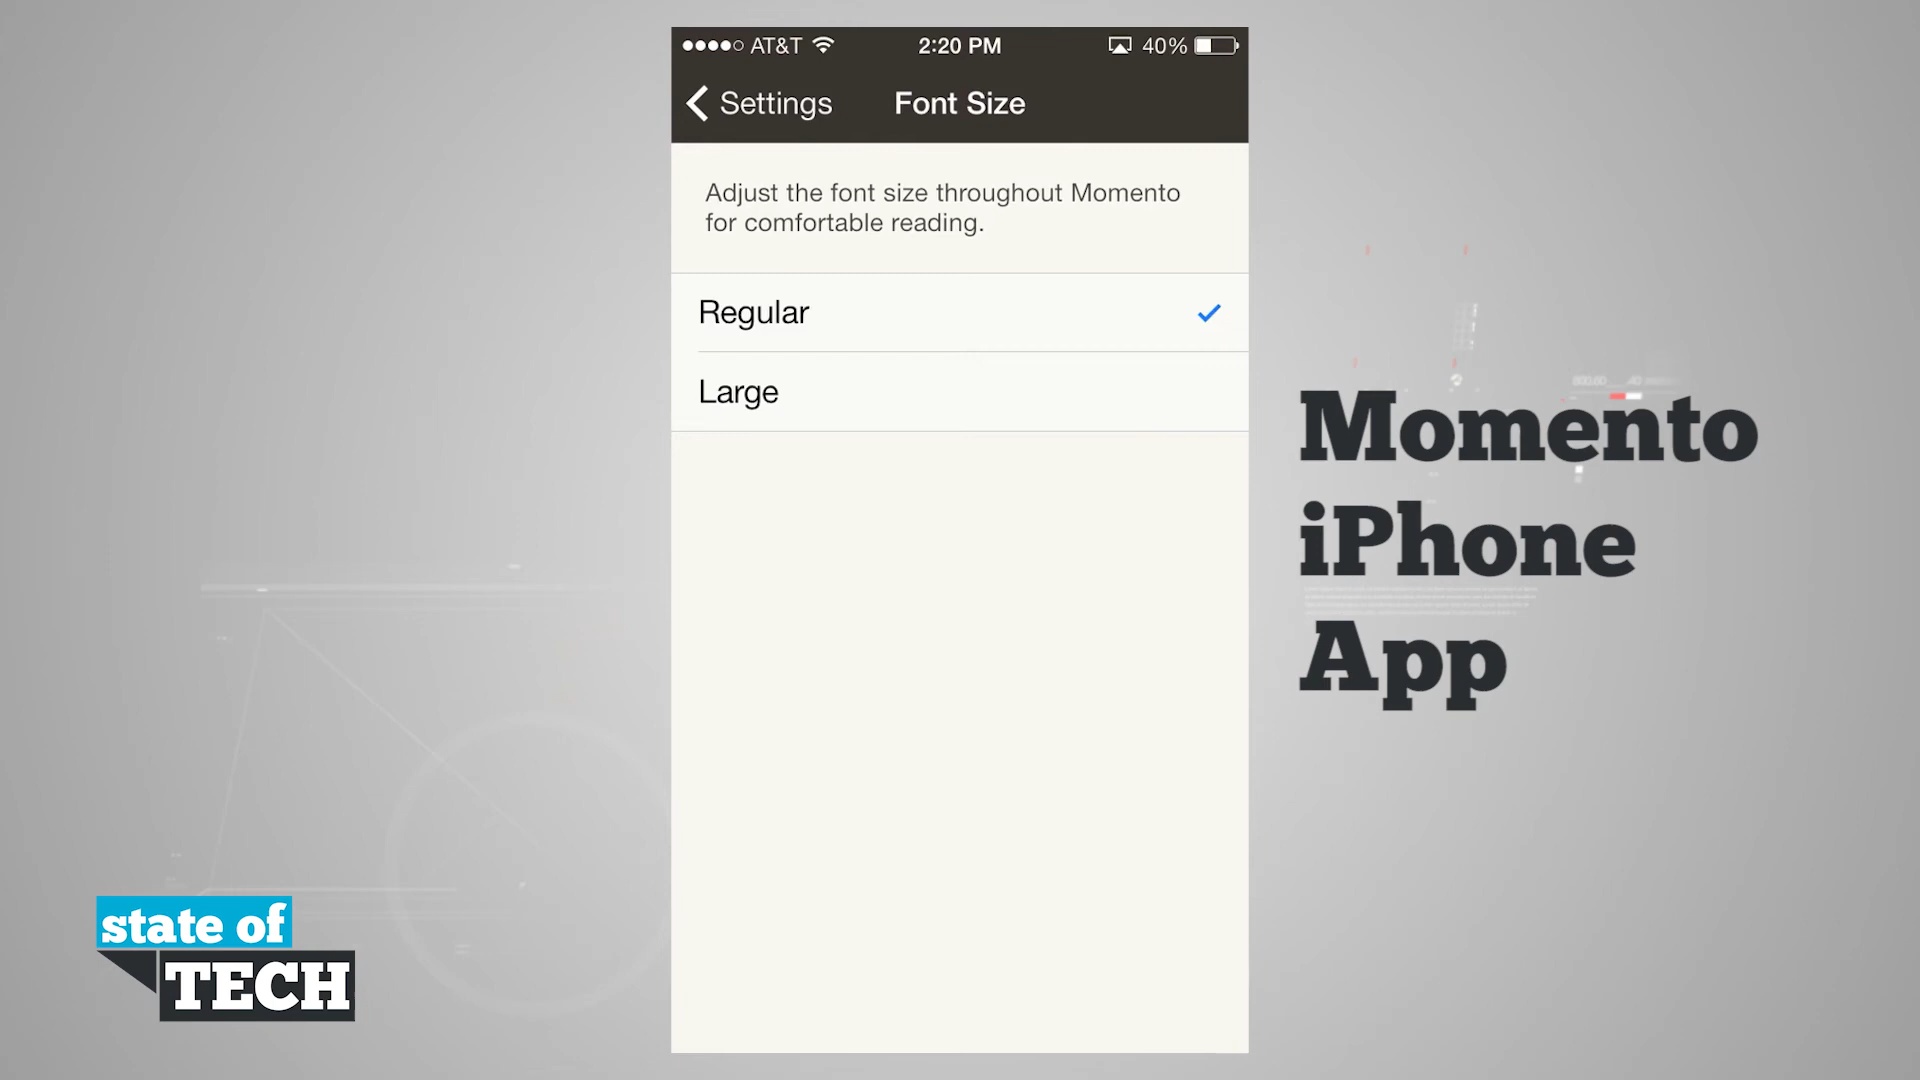 AT&T 2:20 PM 40%
Settings Font Size
Adjust the font size throughout Momento
for comfortable reading.
Regular
Large
Momento
iPhone
App
state of
TECH